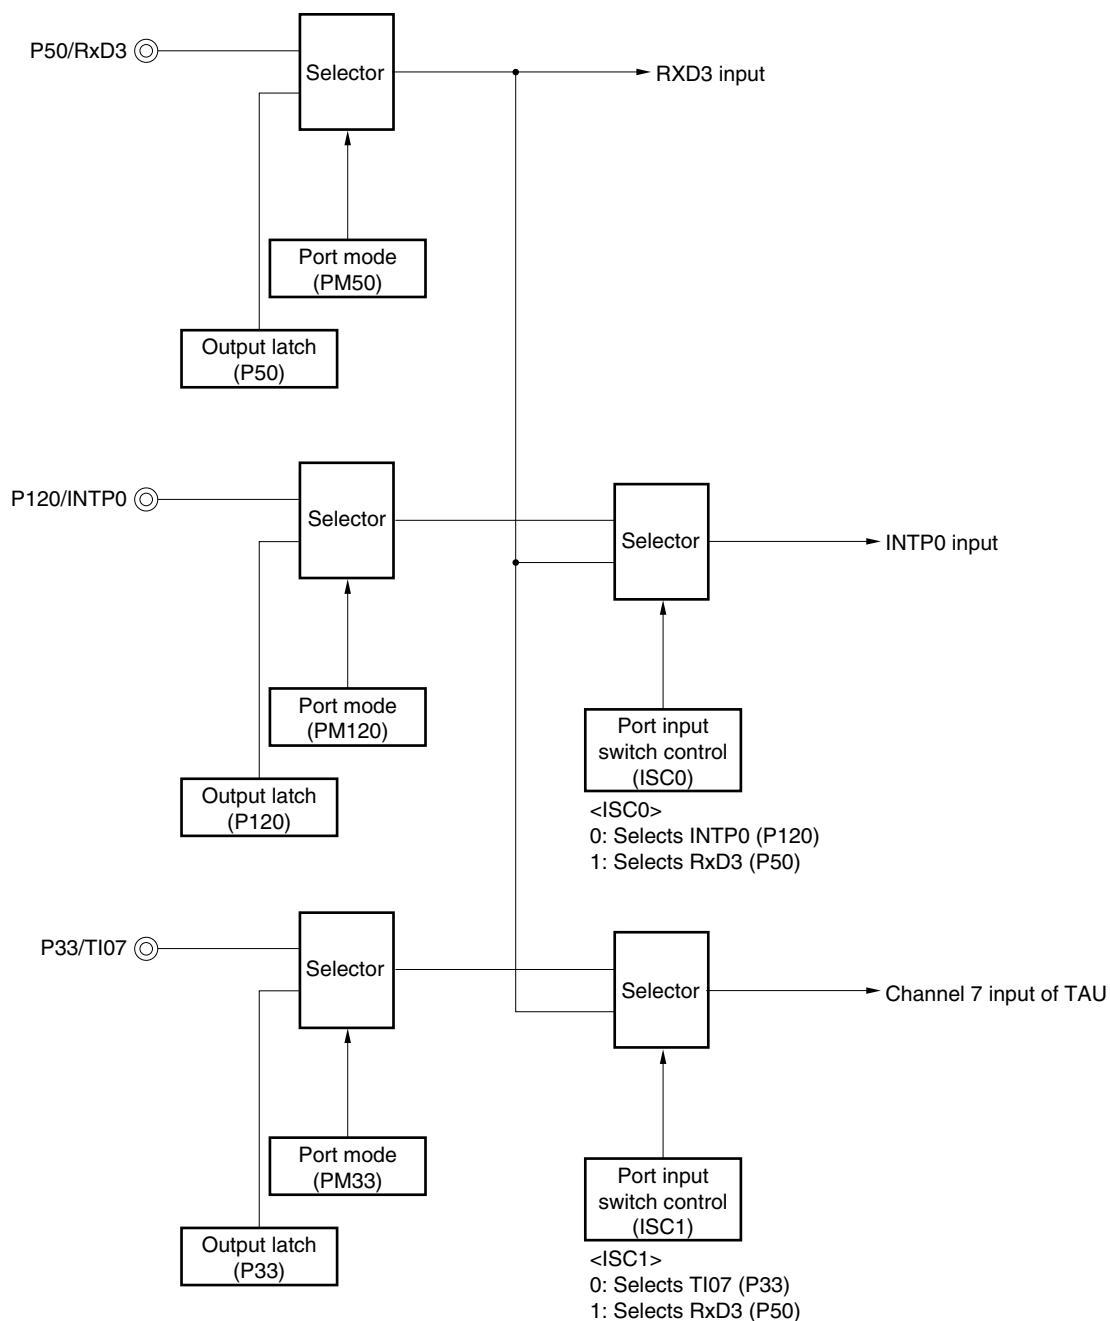 P50/RxD3
Selector
RXD3 input
Port mode
(PM50)
Output latch
(P50)
P120/INTP0
Selector
Selector
INTP0 input
Port mode
(PM120)
Port input
switch control
(ISC0)
Output latch
(P120)
<ISC0>
0: Selects INTP0 (P120)
1: Selects RxD3 (P50)
P33/TI07
Selector
Selector
Channel 7 input of TAU
Port mode
(PM33)
Port input
switch control
(ISC1)
Output latch
(P33)
<ISC1>
0: Selects TI07 (P33)
1: Selects RxD3 (P50)